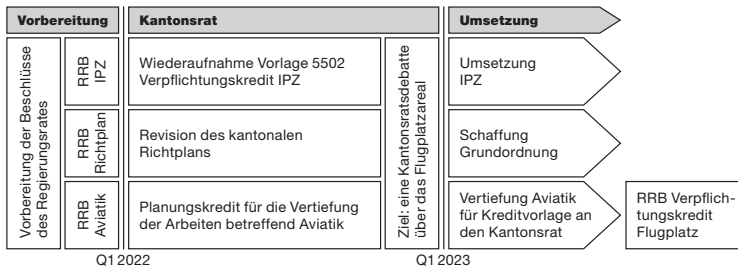 Vorbereitung
Kantonsrat
Umsetzung
Vorbereitung der Beschlüsse
des Regierungsrates
RRB
IPZ
Wiederaufnahme Vorlage 5502
Verpflichtungskredit IPZ
RRB
Richtplan
Revision des kantonalen
Richtplans
RRB
Aviatik
Planungskredit für die Vertiefung
der Arbeiten betreffend Aviatik
Ziel: eine Kantonsratsdebatte
über das Flugplatzareal
Umsetzung
IPZ
Schaffung
Grundordnung
Vertiefung Aviatik
für Kreditvorlage an
den Kantonsrat
RRB Verpflich-
tungskredit
Flugplatz
Q1 2022
Q1 2023